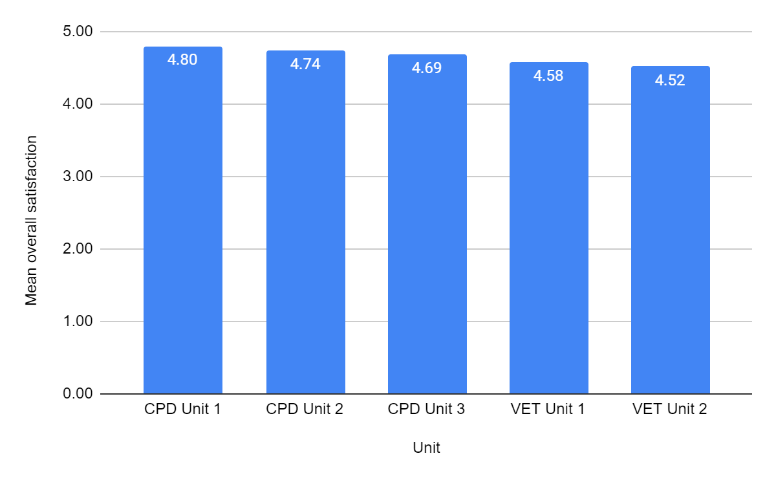 Mean overall satisfaction
5.00
4.00
3.00
2.00
1.00
0.00
4.80
4.74
4.69
4.58
4.52
CPD Unit 1
CPD Unit 2
CPD Unit 3
VET Unit 1
VET Unit 2
Unit